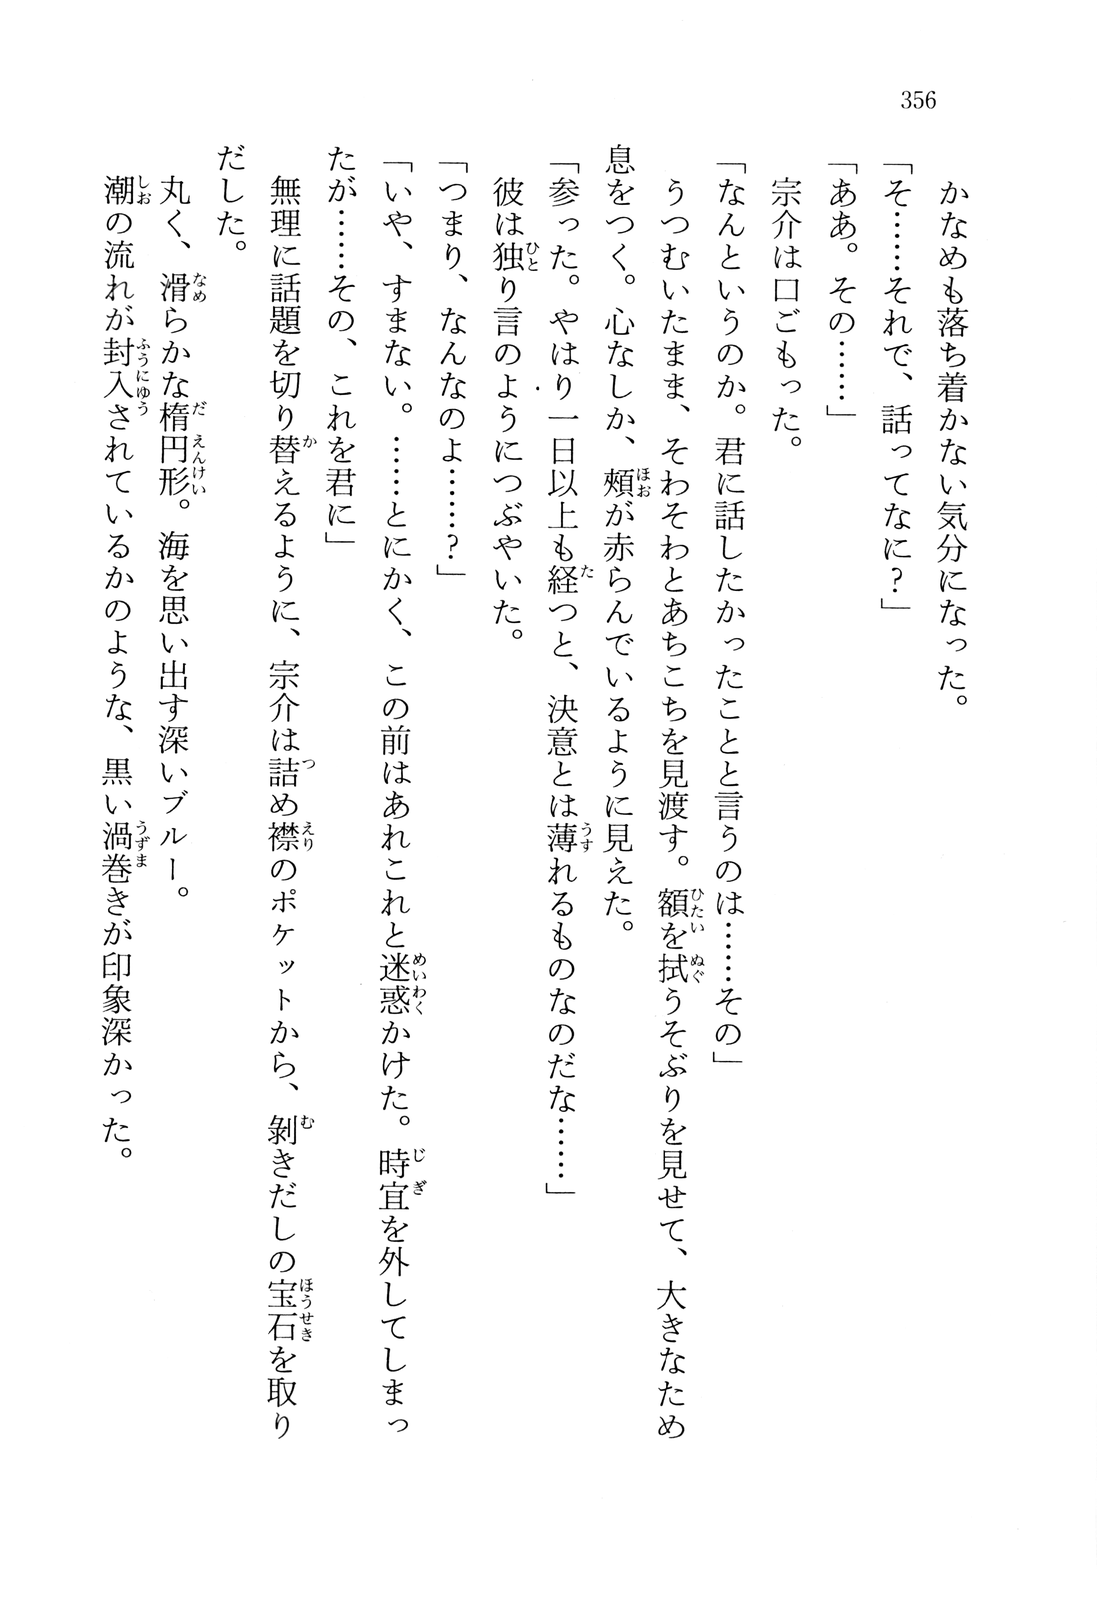 356
かなめも落ち着かない気分になった。
「そ……それで、話ってなに？」
「ああ。その……」
宗介は口ごもった。
「なんというのか。君に話したかったことと言うのは……その」
うつむいたまま、そわそわとあちこちを見渡す。額を拭うそぶりを見せて、大きなため
息をつく。心なしか、頰が赤らんでいるように見えた。
「参った。やはり一日以上も経つと、決意とは薄れるものなのだな……」
彼は独り言のようにつぶやいた。
「つまり、なんなのよ……？」
「いや、すまない。……とにかく、この前はあれこれと迷惑かけた。時宜を外してしまっ
たが……その、これを君に」
無理に話題を切り替えるように、宗介は詰め襟のポケットから、剝きだしの宝石を取り
だした。
丸く、滑らかな楕円形。海を思い出す深いブルー。
潮の流れが封入されているかのような、黒い渦巻きが印象深かった。